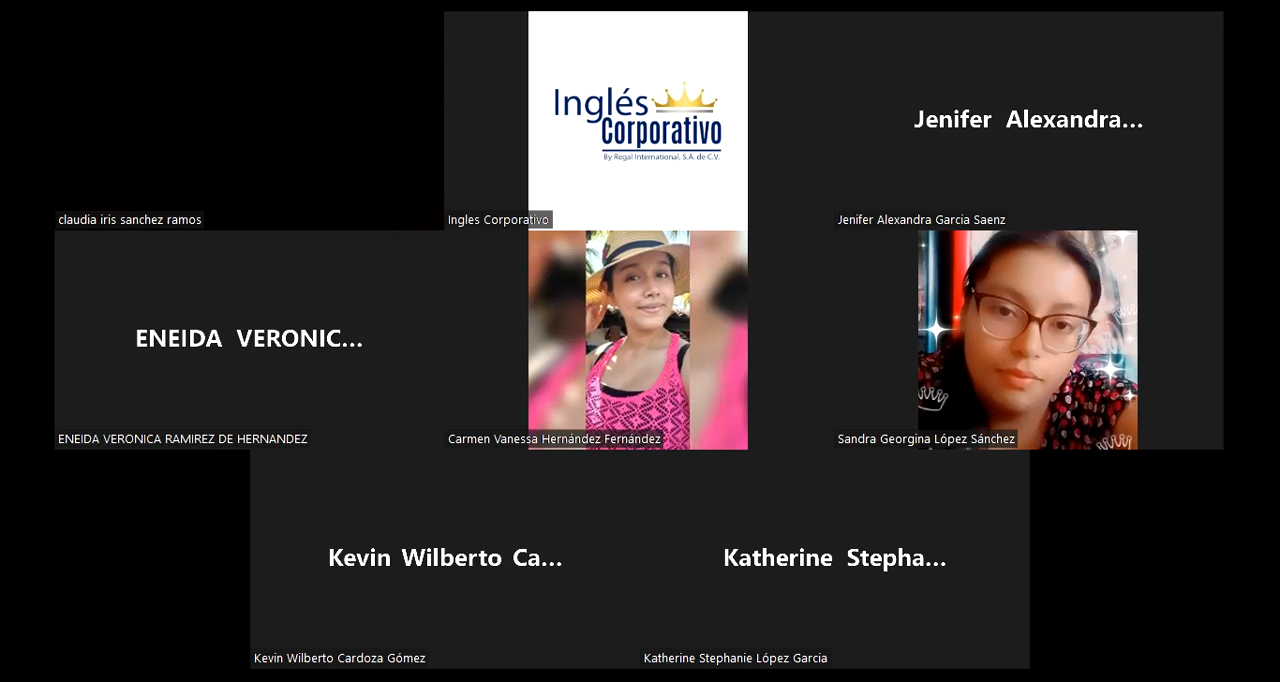 Inglés
Corporativo
By Regal International, S.A. de C.V.
Jenifer Alexandra...
claudia iris sanchez ramos
Ingles Corporativo
Jenifer Alexandra Garcia Saenz
ENEIDA VERONIC...
ENEIDA VERONICA RAMIREZ DE HERNANDEZ
Carmen Vanessa Hernández Fernández
Sandra Georgina López Sánchez
Kevin Wilberto Ca...
Katherine Stepha...
Kevin Wilberto Cardoza Gómez
Katherine Stephanie López Garcia